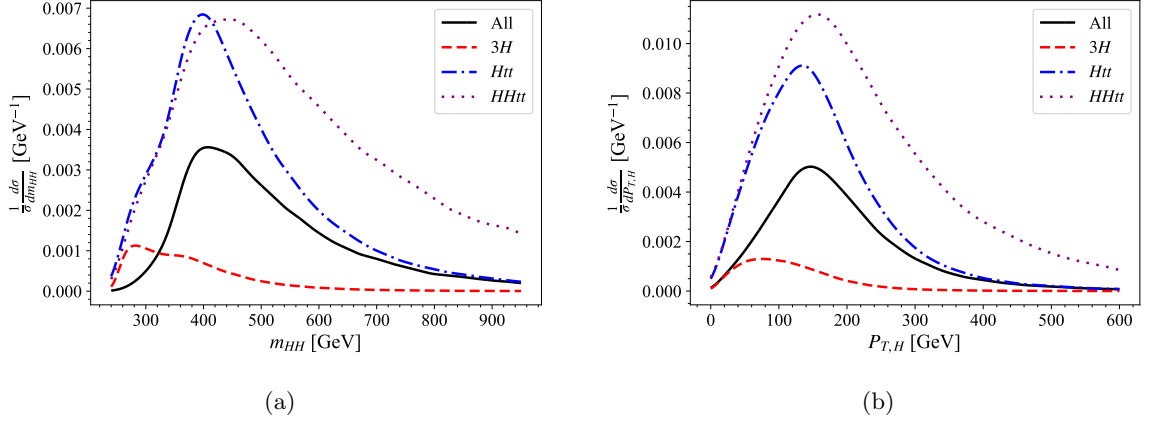 0.007
0.006
0.005
0.004
0.003
0.002
0.001
0.000
1/σ dσ/dm_HH [GeV⁻¹]
All
3H
Htt
HHtt
300 400 500 600 700 800 900
m_HH [GeV]
(a)
0.010
0.008
0.006
0.004
0.002
0.000
1/σ dσ/dP_T,H [GeV⁻¹]
All
3H
Htt
HHtt
0 100 200 300 400 500 600
P_T,H [GeV]
(b)